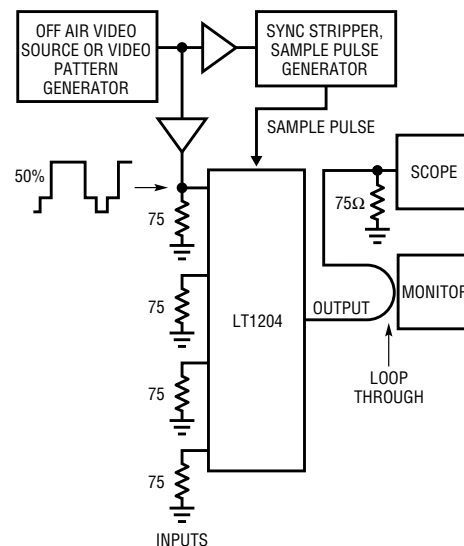 OFF AIR VIDEO
SOURCE OR VIDEO
PATTERN
GENERATOR
SYNC STRIPPER,
SAMPLE PULSE
GENERATOR
SAMPLE PULSE
50%
75
75
75
75
INPUTS
LT1204
OUTPUT
75Ω
SCOPE
MONITOR
LOOP
THROUGH